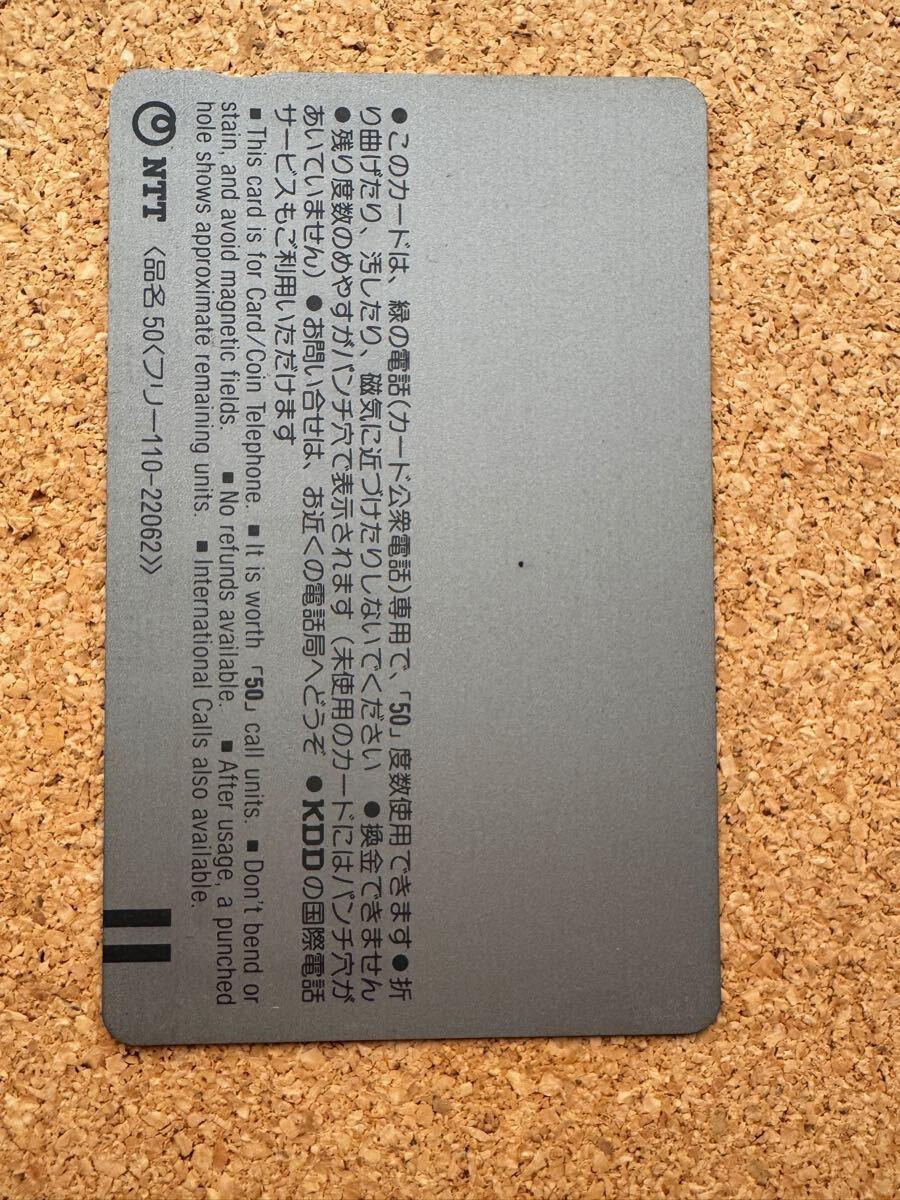 ●このカードは、緑の電話(カード公衆電話)専用で、「50」度数使用できます●折
り曲げたり、汚したり、磁気に近づけたりしないでください ●換金できません
●残り度数のめやすがパンチ穴で表示されます(未使用のカードにはパンチ穴が
あいていません)●お問い合せは、お近くの電話局へどうぞ ●KDDの国際電話
サービスもご利用いただけます
■This card is for Card/Coin Telephone. ■It is worth 「50」 call units. ■Don't bend or
stain, and avoid magnetic fields. ■No refunds available. ■After usage, a punched
hole shows approximate remaining units. ■International Calls also available.
NTT 〈品名 50〈フリー110-22062〉〉